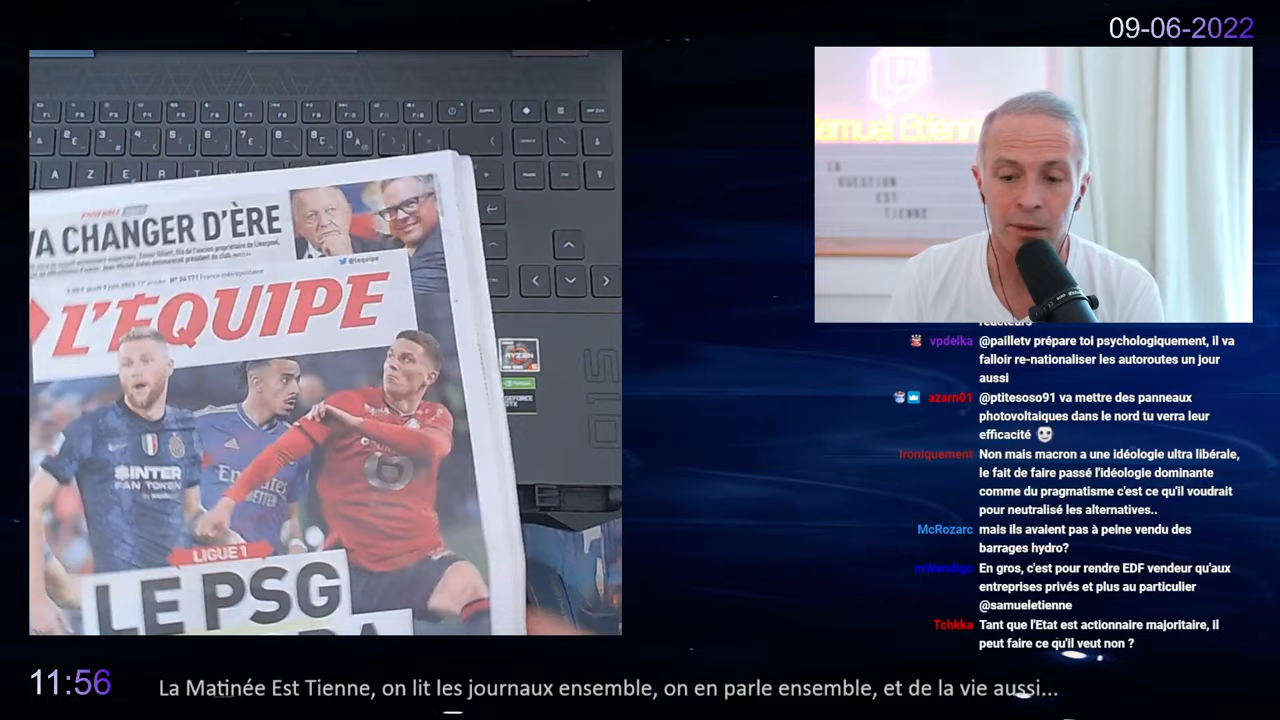 09-06-2022
VA CHANGER D'ÈRE
@lequipe
L'ÉQUIPE
INTER
FAN TOKEN
LIGUE 1
LE PSG
RYZEN
LA
QUESTION
EST
TIENNE
vpdelka @pailletv prépare toi psychologiquement, il va
falloir re-nationaliser les autoroutes un jour
aussi
azarn01 @ptitesoso91 va mettre des panneaux
photovoltaiques dans le nord tu verra leur
efficacité
Ironiquement Non mais macron a une idéologie ultra libérale,
le fait de faire passé l'idéologie dominante
comme du pragmatisme c'est ce qu'il voudrait
pour neutralisé les alternatives..
McRozarc mais ils avaient pas à peine vendu des
barrages hydro?
En gros, c'est pour rendre EDF vendeur qu'aux
entreprises privés et plus au particulier
@samueletienne
Tchkka Tant que l'Etat est actionnaire majoritaire, il
peut faire ce qu'il veut non ?
11:56
La Matinée Est Tienne, on lit les journaux ensemble, on en parle ensemble, et de la vie aussi...